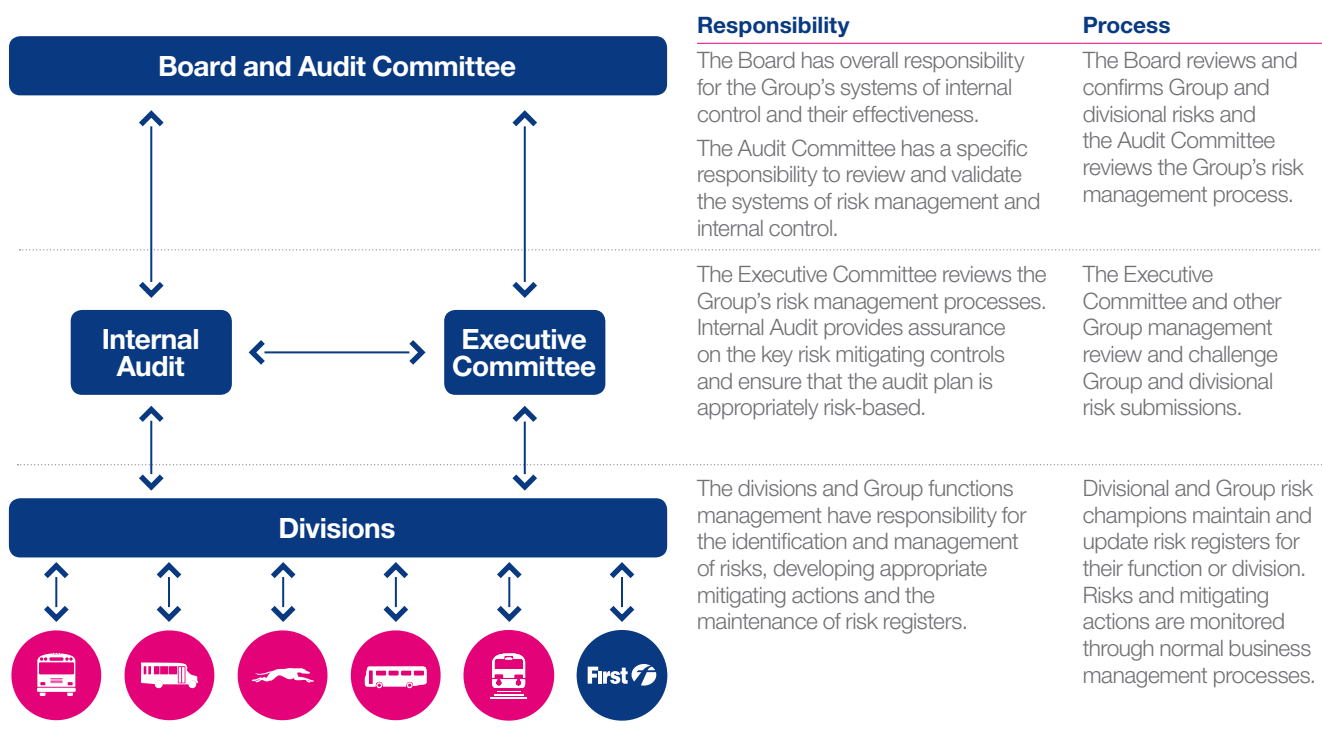 Board and Audit Committee
Internal
Audit
Executive
Committee
Divisions
First
Responsibility
The Board has overall responsibility
for the Group's systems of internal
control and their effectiveness.
The Audit Committee has a specific
responsibility to review and validate
the systems of risk management and
internal control.
The Executive Committee reviews the
Group's risk management processes.
Internal Audit provides assurance
on the key risk mitigating controls
and ensure that the audit plan is
appropriately risk-based.
The divisions and Group functions
management have responsibility for
the identification and management
of risks, developing appropriate
mitigating actions and the
maintenance of risk registers.
Process
The Board reviews and
confirms Group and
divisional risks and
the Audit Committee
reviews the Group's risk
management process.
The Executive
Committee and other
Group management
review and challenge
Group and divisional
risk submissions.
Divisional and Group risk
champions maintain and
update risk registers for
their function or division.
Risks and mitigating
actions are monitored
through normal business
management processes.